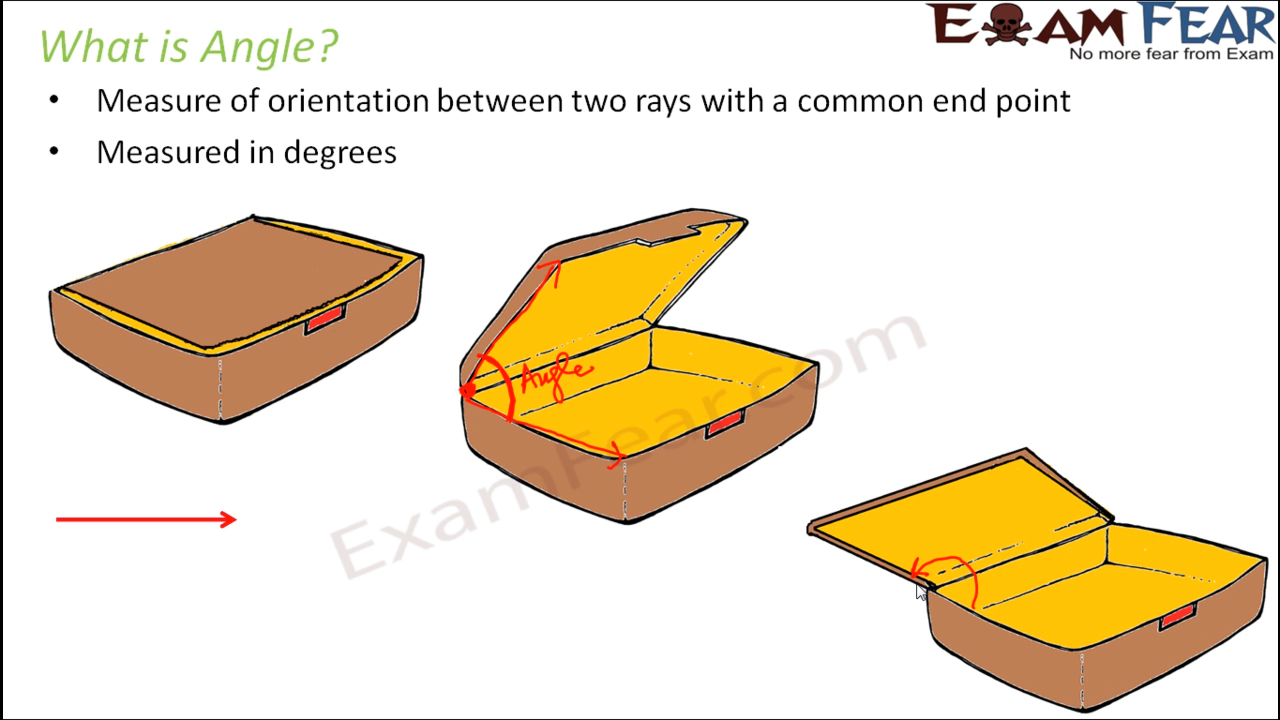 EXAM FEAR
No more fear from Exam
What is Angle?
• Measure of orientation between two rays with a common end point
• Measured in degrees
Angle
ExamFear.com